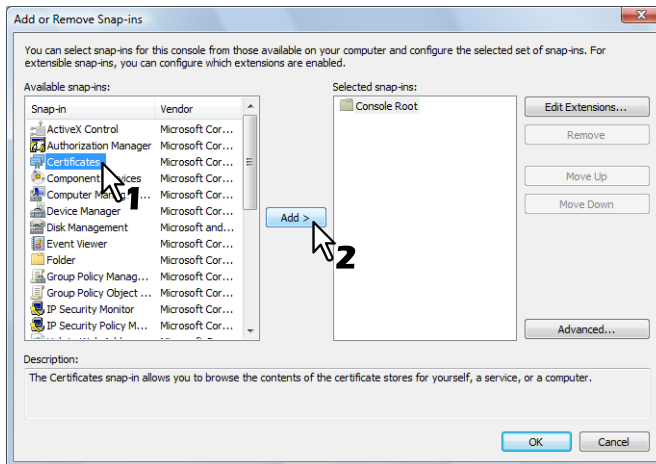 Add or Remove Snap-ins
You can select snap-ins for this console from those available on your computer and configure the selected set of snap-ins. For
extensible snap-ins, you can configure which extensions are enabled.
Available snap-ins:
Selected snap-ins:
Snap-in Vendor
ActiveX Control Microsoft Cor...
Authorization Manager Microsoft Cor...
Certificates Microsoft Cor...
Component Microsoft Cor...
Computer Microsoft Cor...
Device Manager Microsoft Cor...
Disk Management Microsoft and...
Event Viewer Microsoft Cor...
Folder Microsoft Cor...
Group Policy Manag... Microsoft Cor...
Group Policy Object ... Microsoft Cor...
IP Security Monitor Microsoft Cor...
IP Security Policy M... Microsoft Cor...
1
Add >
2
Console Root
Edit Extensions...
Remove
Move Up
Move Down
Advanced...
Description:
The Certificates snap-in allows you to browse the contents of the certificate stores for yourself, a service, or a computer.
OK Cancel